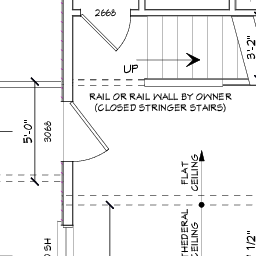 2668
3'-2"
UP
RAIL OR RAIL WALL BY OWNER
(CLOSED STRINGER STAIRS)
5'-0"
3068
FLAT
CEILING
THEDRAL
CEILING
1/2"
SH